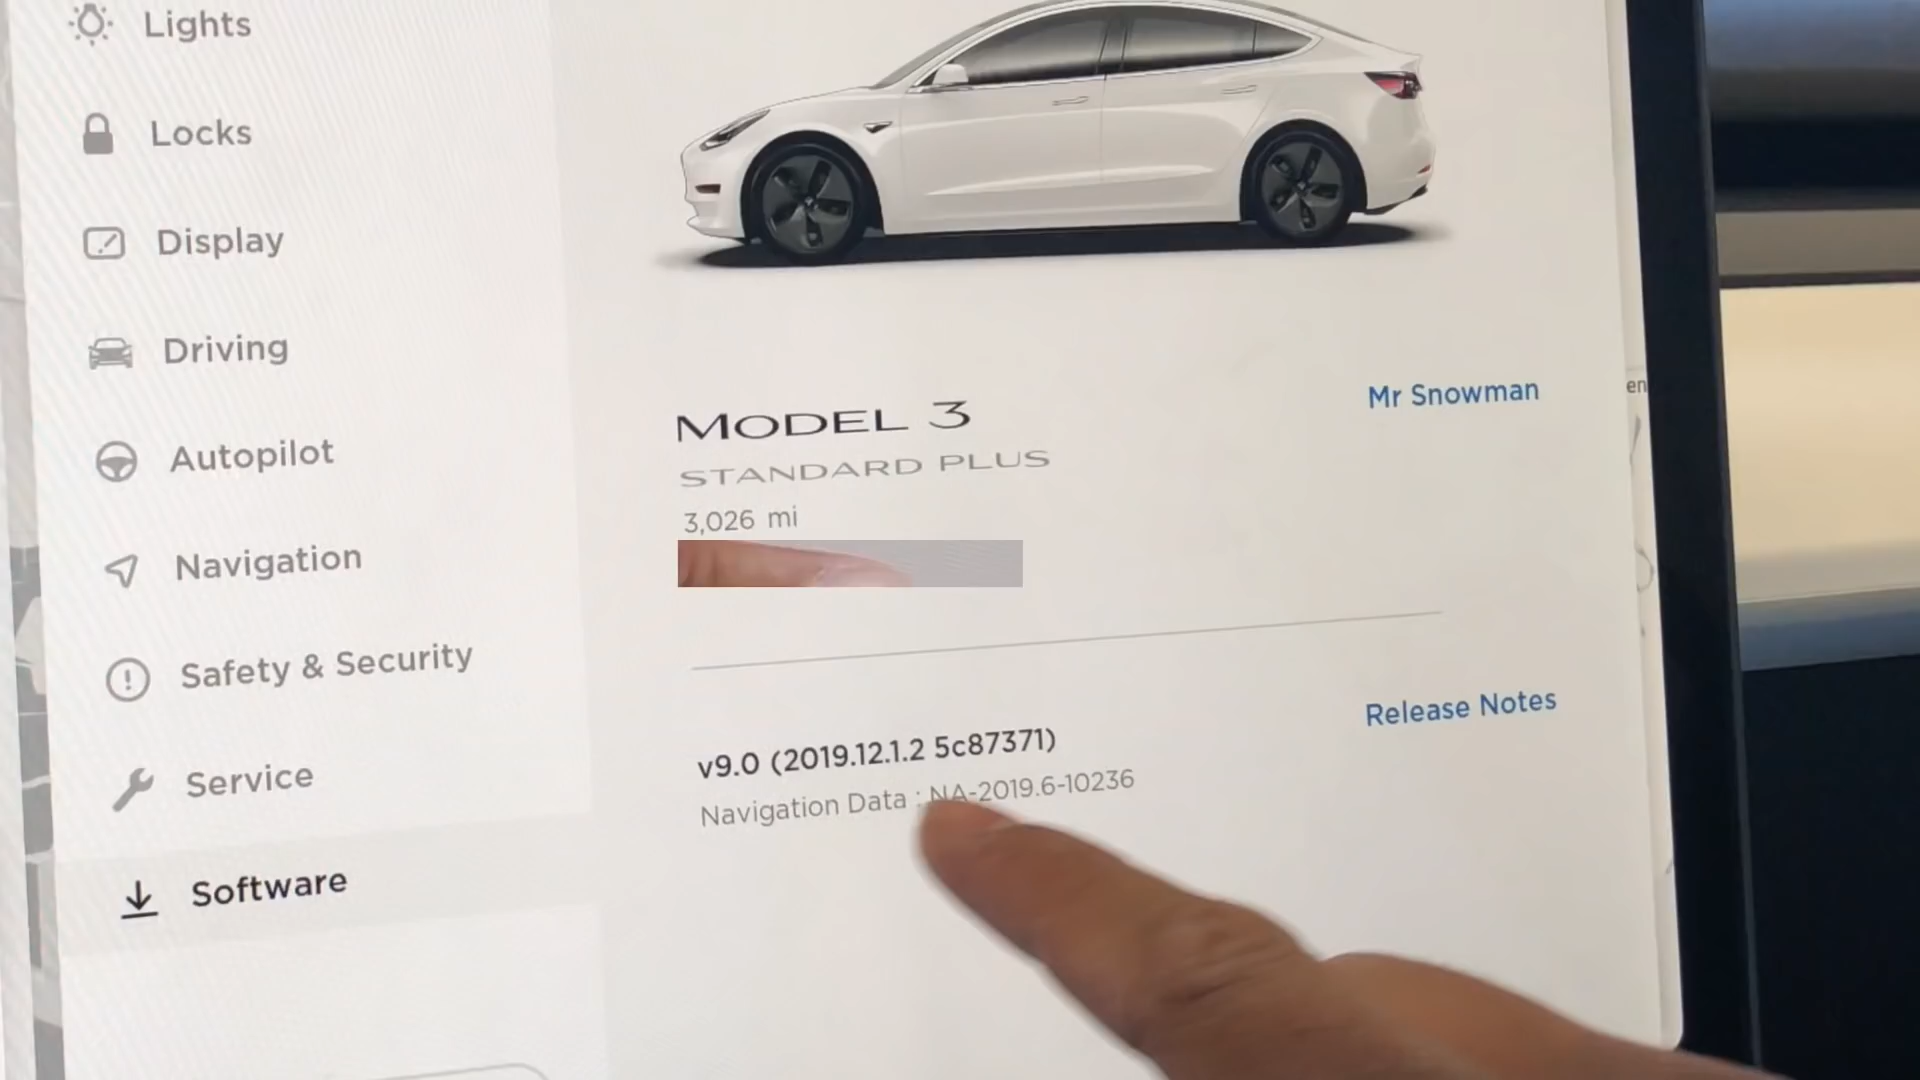 Lights
Locks
Display
Driving
Autopilot
Navigation
Safety & Security
Service
Software
MODEL 3
STANDARD PLUS
3,026 mi
Mr Snowman
en
v9.0 (2019.12.1.2 5c87371)
Navigation Data : NA-2019.6-10236
Release Notes